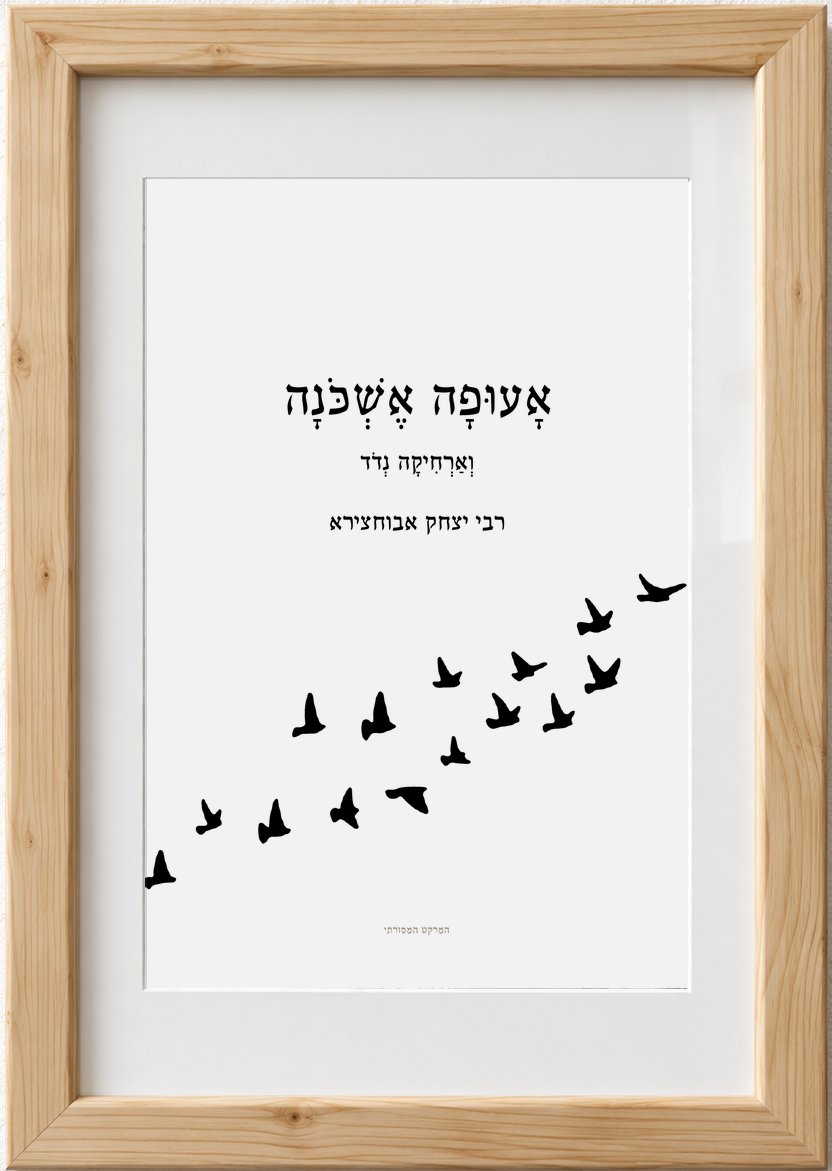 אָעוּפָה אֶשְׁכֹּנָה
וְאַרְחִיקָה נְדֹד
רבי יצחק אבוחצירא
המרקט המסורתי